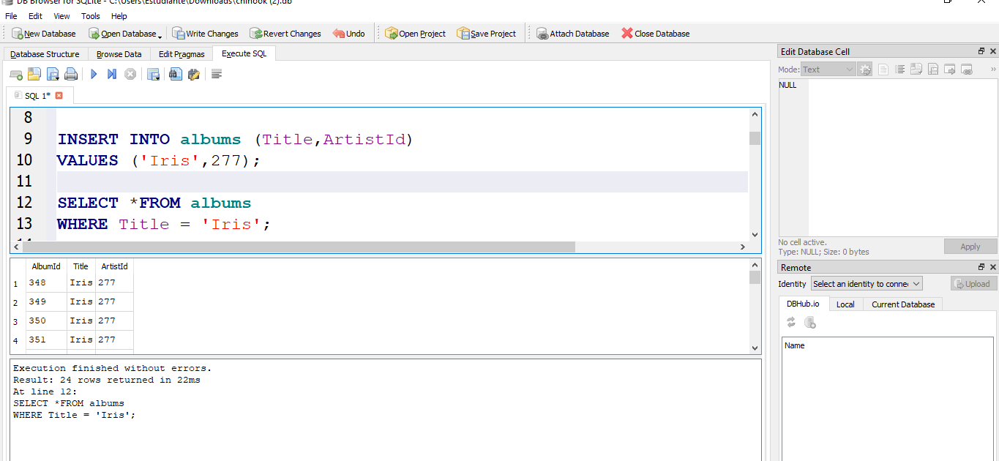 DB Browser for SQLite - C:\Users\Estudiante\Downloads\chinook (2).db
File Edit View Tools Help
New Database Open Database Write Changes Revert Changes Undo Open Project Save Project Attach Database Close Database
Database Structure Browse Data Edit Pragmas Execute SQL
SQL 1*
8
9 INSERT INTO albums (Title,ArtistId)
10 VALUES ('Iris',277);
11
12 SELECT *FROM albums
13 WHERE Title = 'Iris';
AlbumId Title ArtistId
1 348 Iris 277
2 349 Iris 277
3 350 Iris 277
4 351 Iris 277
Execution finished without errors.
Result: 24 rows returned in 22ms
At line 12:
SELECT *FROM albums
WHERE Title = 'Iris';
Edit Database Cell
Mode: Text
NULL
No cell active.
Type: NULL; Size: 0 bytes
Apply
Remote
Identity Select an identity to conne Upload
DBHub.io Local Current Database
Name